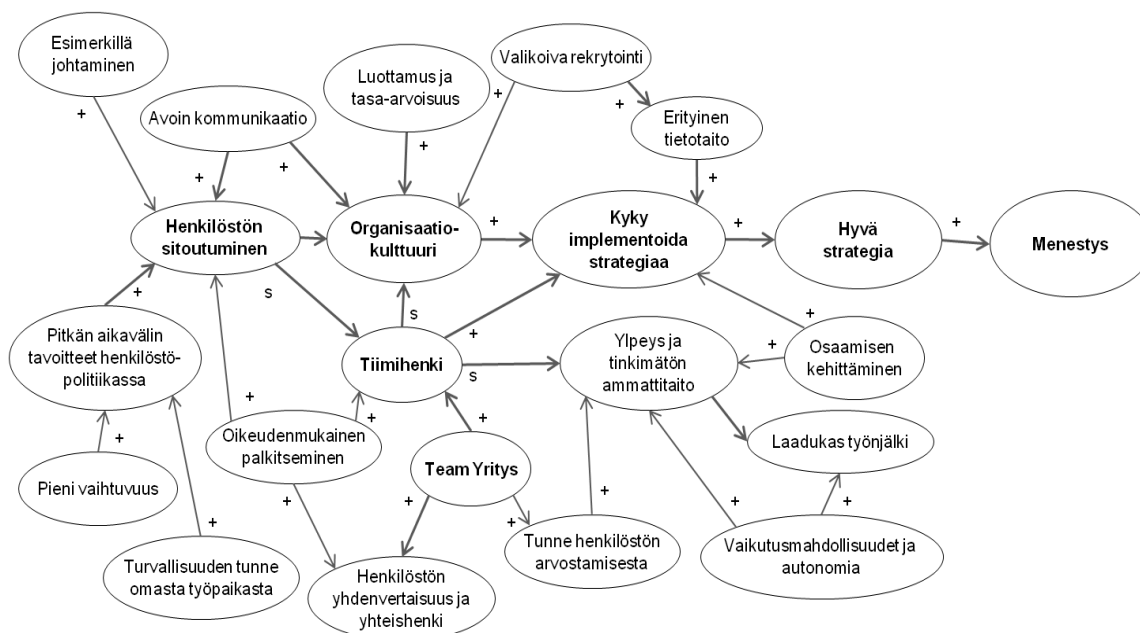 Esimerkillä
johtaminen
+
Avoin kommunikaatio
+
+
Luottamus ja
tasa-arvoisuus
+
Valikoiva rekrytointi
+
+
Erityinen
tietotaito
+
Henkilöstön
sitoutuminen
Organisaatio-
kulttuuri
+
Kyky
implementoida
strategiaa
+
Hyvä
strategia
+
Menestys
+
s
s
+
+
Pitkän aikavälin
tavoitteet henkilöstö-
politiikassa
Tiimihenki
s
Ylpeys ja
tinkimätön
ammattitaito
+
Osaamisen
kehittäminen
+
+
+
+
+
Oikeudenmukainen
palkitseminen
Team Yritys
Laadukas työnjälki
Pieni vaihtuvuus
+
+
+
+
+
+
+
Turvallisuuden tunne
omasta työpaikasta
Henkilöstön
yhdenvertaisuus ja
yhteishenki
Tunne henkilöstön
arvostamisesta
Vaikutusmahdollisuudet ja
autonomia